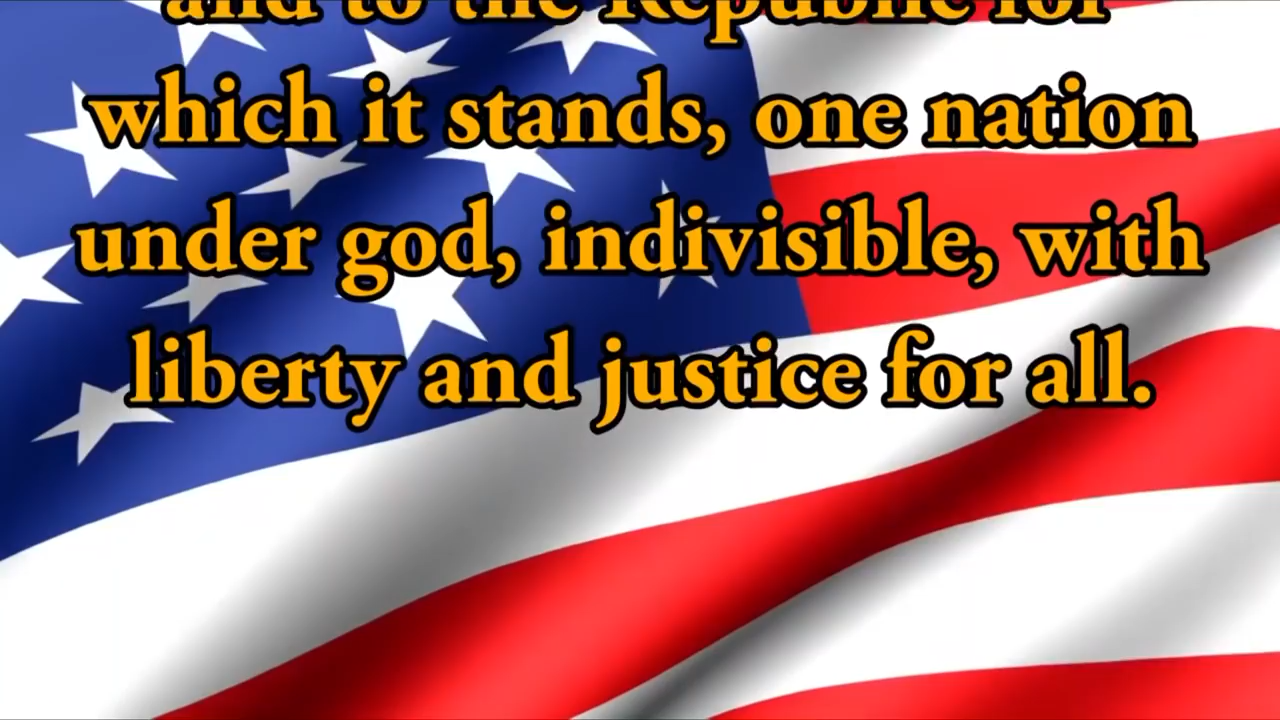 and to the Republic for
which it stands, one nation
under god, indivisible, with
liberty and justice for all.